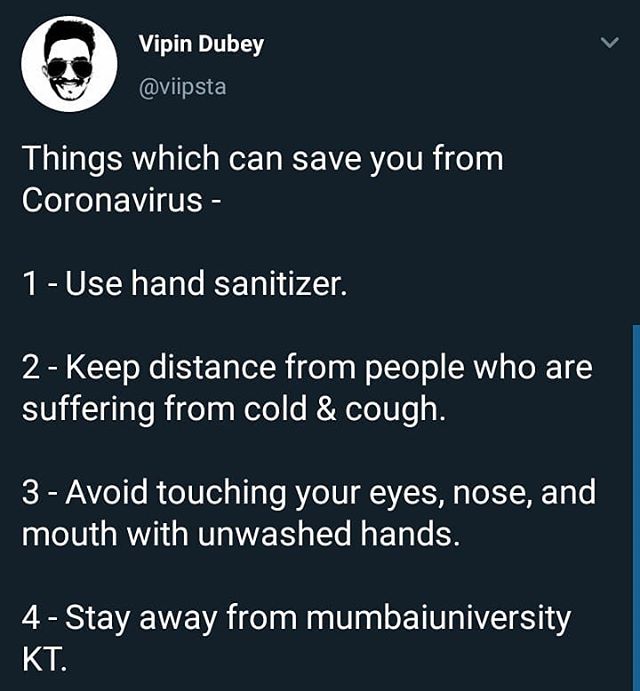 Vipin Dubey
@viipsta
Things which can save you from
Coronavirus -
1 - Use hand sanitizer.
2 - Keep distance from people who are
suffering from cold & cough.
3 - Avoid touching your eyes, nose, and
mouth with unwashed hands.
4 - Stay away from mumbaiuniversity
KT.